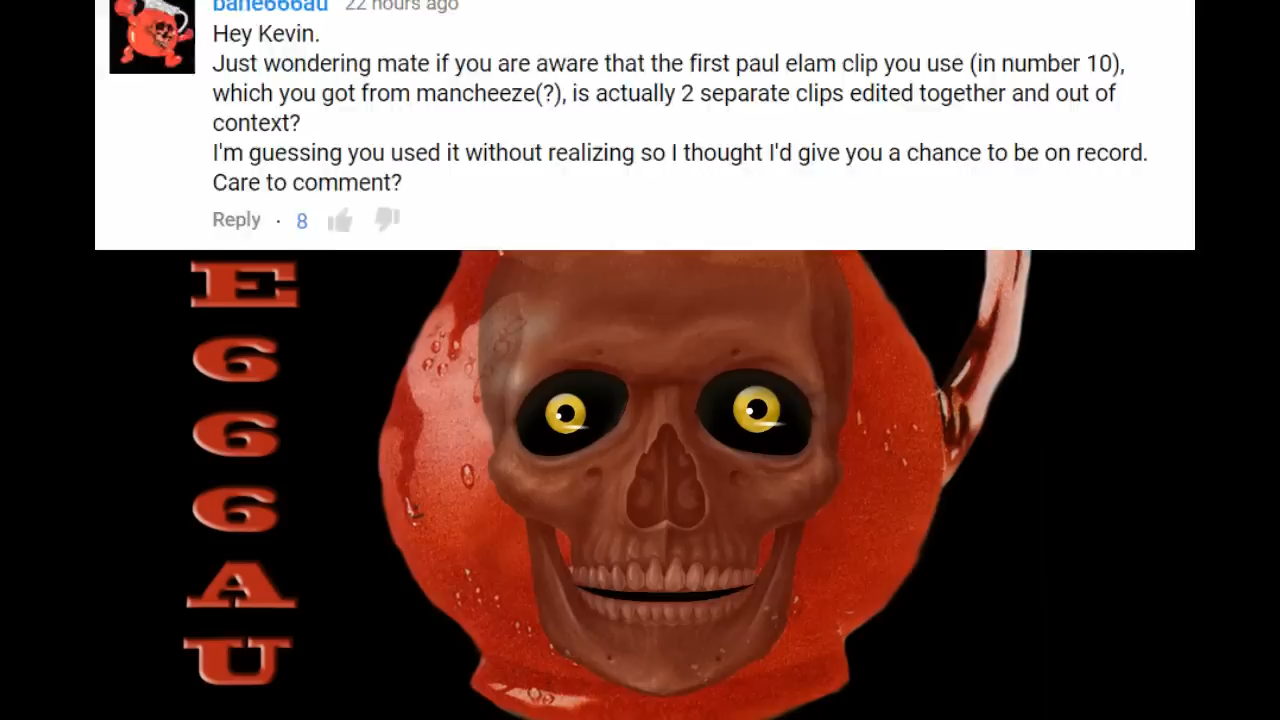 bane666au 22 hours ago
Hey Kevin.
Just wondering mate if you are aware that the first paul elam clip you use (in number 10),
which you got from mancheeze(?), is actually 2 separate clips edited together and out of
context?
I'm guessing you used it without realizing so I thought I'd give you a chance to be on record.
Care to comment?
Reply · 8
E
6
6
6
A
U